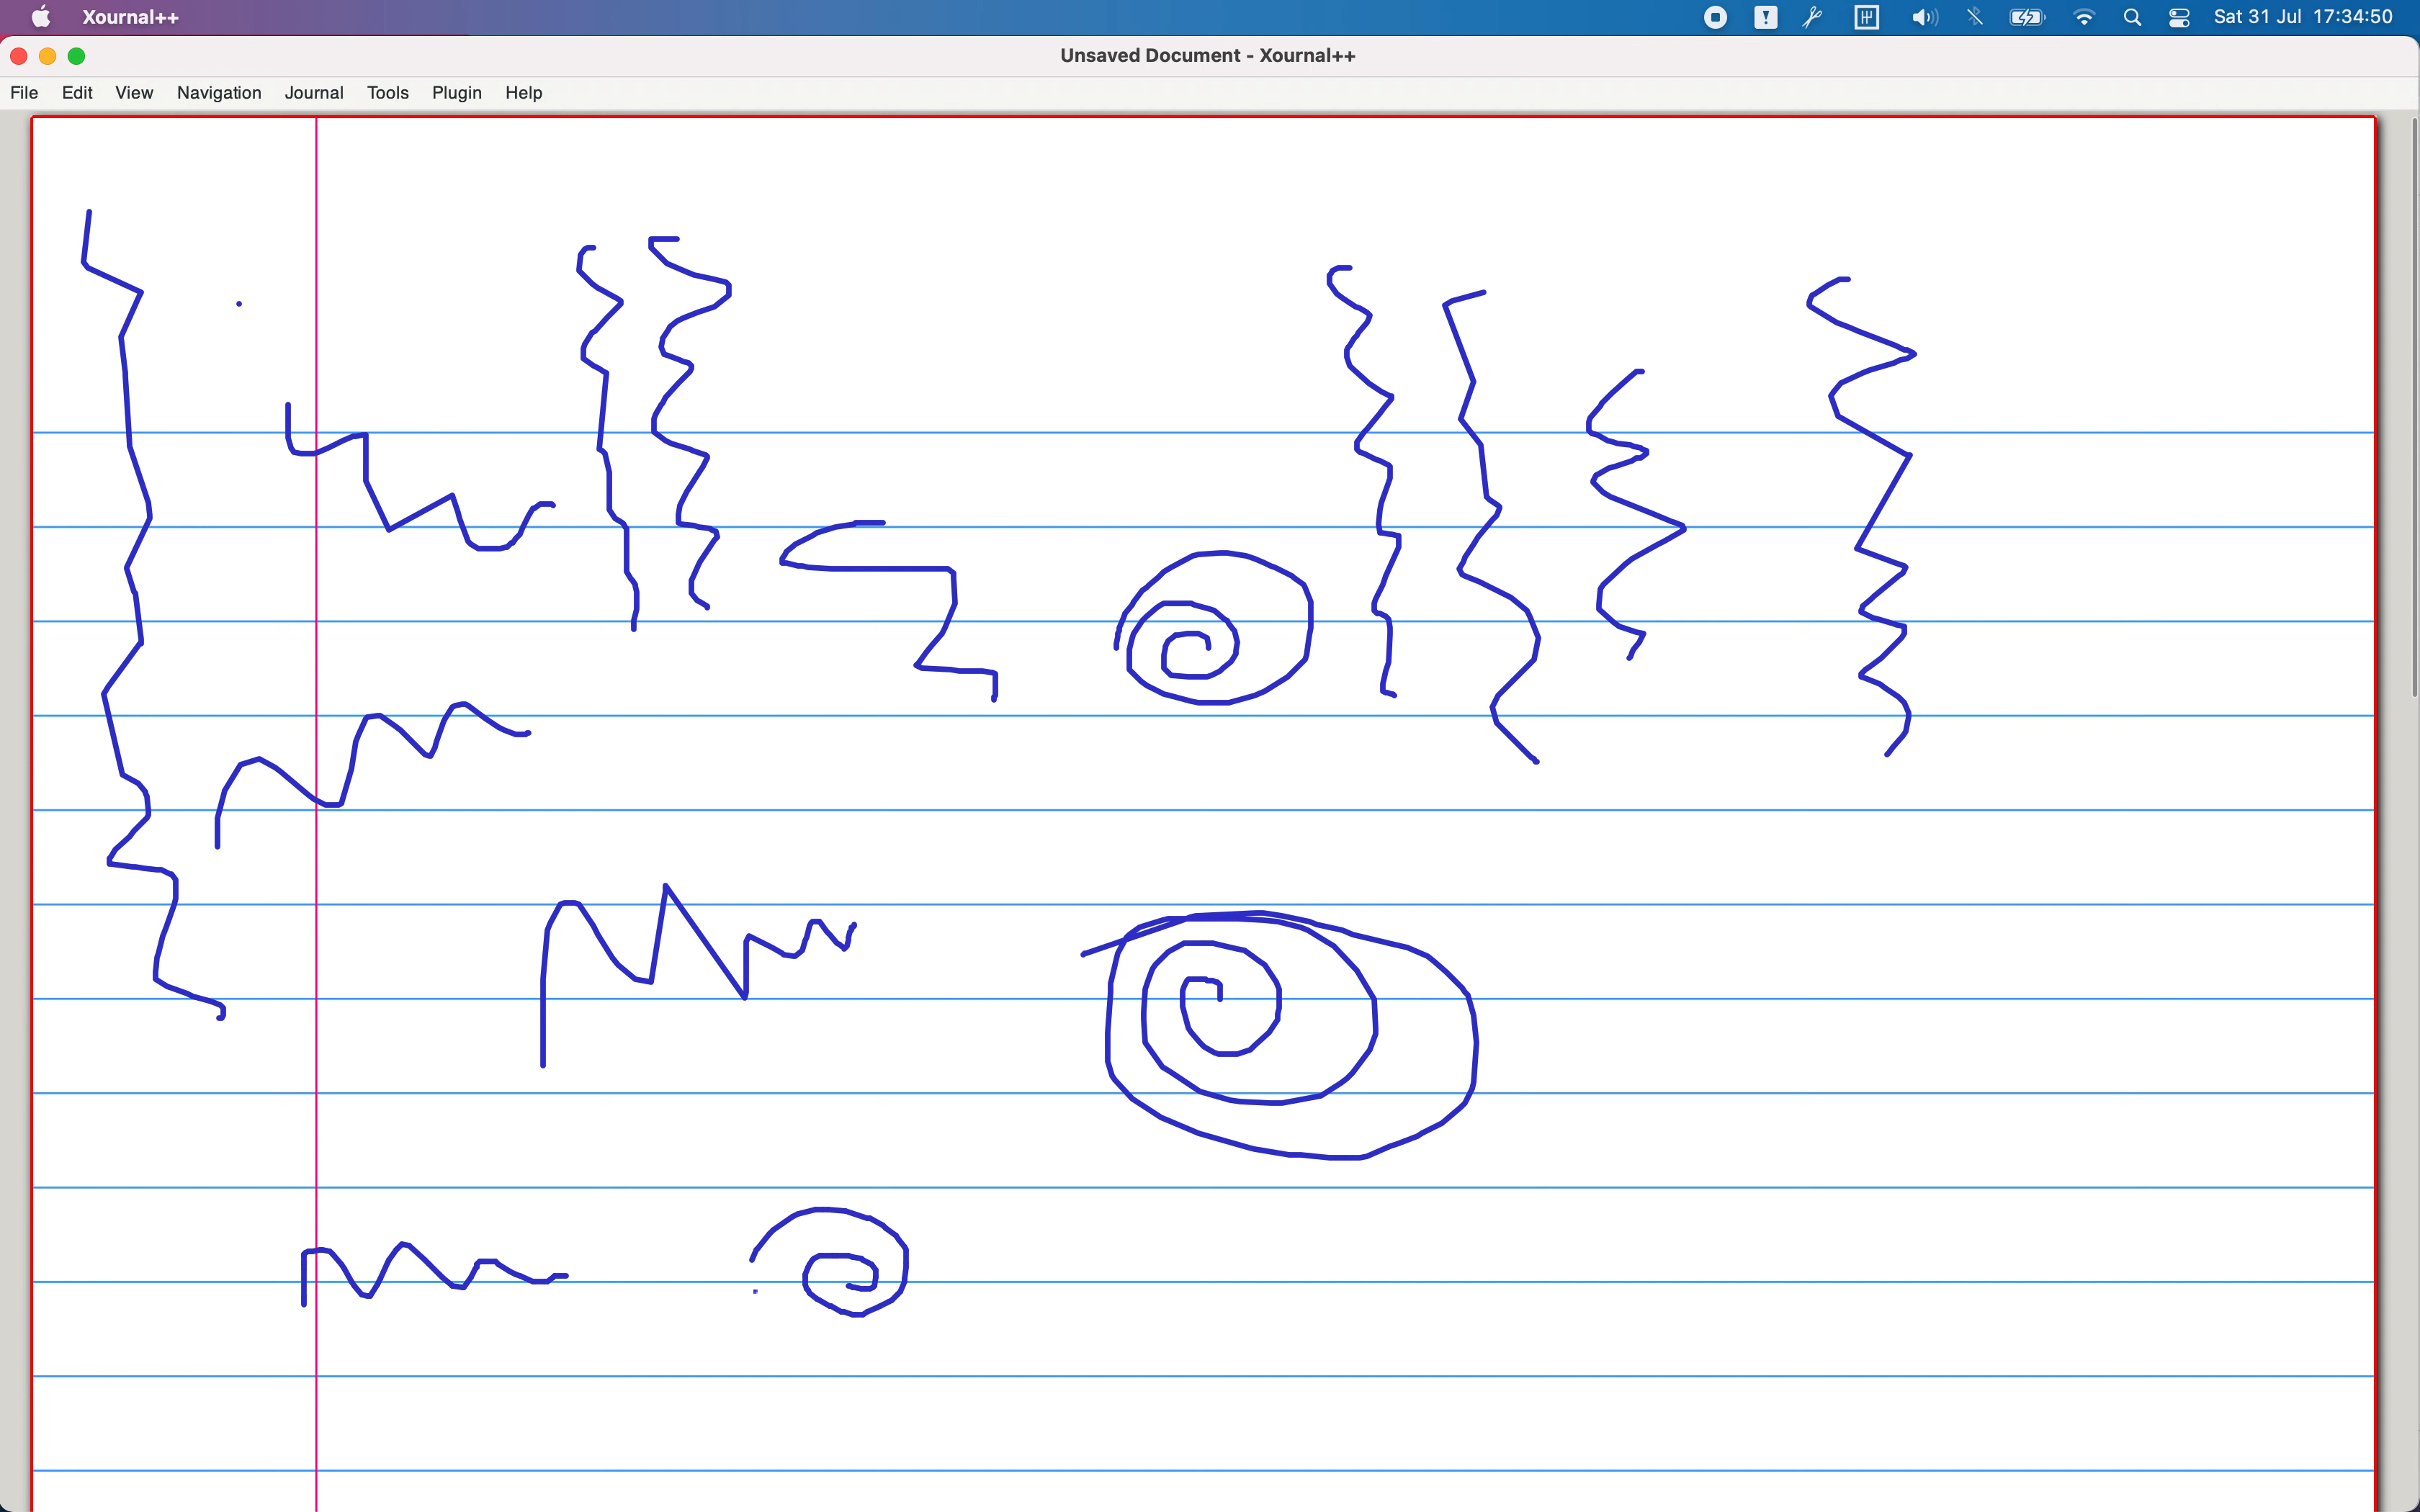 Xournal++ Sat 31 Jul 17:34:50
Unsaved Document - Xournal++
File Edit View Navigation Journal Tools Plugin Help